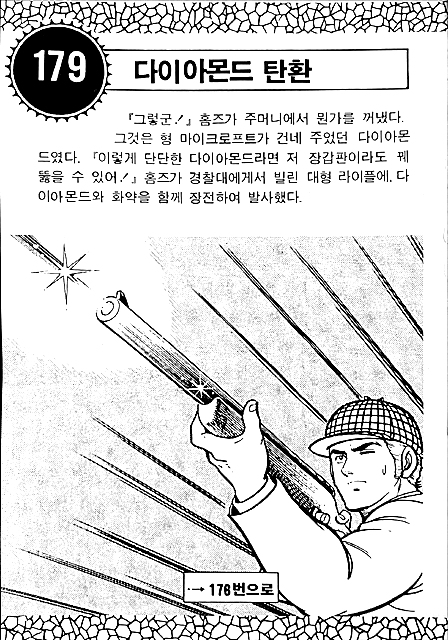 179
다이아몬드 탄환
『그렇군!』 홈즈가 주머니에서 뭔가를 꺼냈다.
그것은 형 마이크로프트가 건네 주었던 다이아몬
드였다. 「이렇게 단단한 다이아몬드라면 저 장갑판이라도 꿰
뚫을 수 있어!』 홈즈가 경찰대에게서 빌린 대형 라이플에, 다
이아몬드와 화약을 함께 장전하여 발사했다.
→ 176번으로